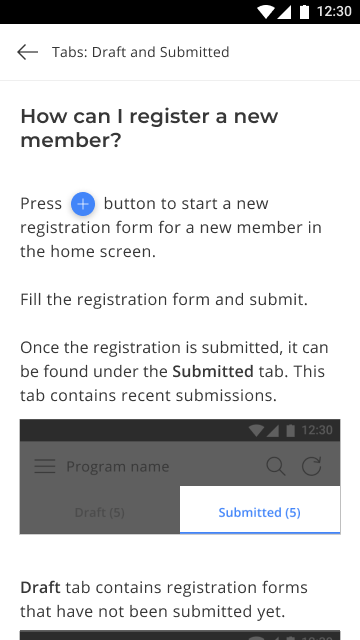 12:30
Tabs: Draft and Submitted
How can I register a new
member?
Press + button to start a new
registration form for a new member in
the home screen.
Fill the registration form and submit.
Once the registration is submitted, it can
be found under the Submitted tab. This
tab contains recent submissions.
12:30
Program name
Draft (5) Submitted (5)
Draft tab contains registration forms
that have not been submitted yet.